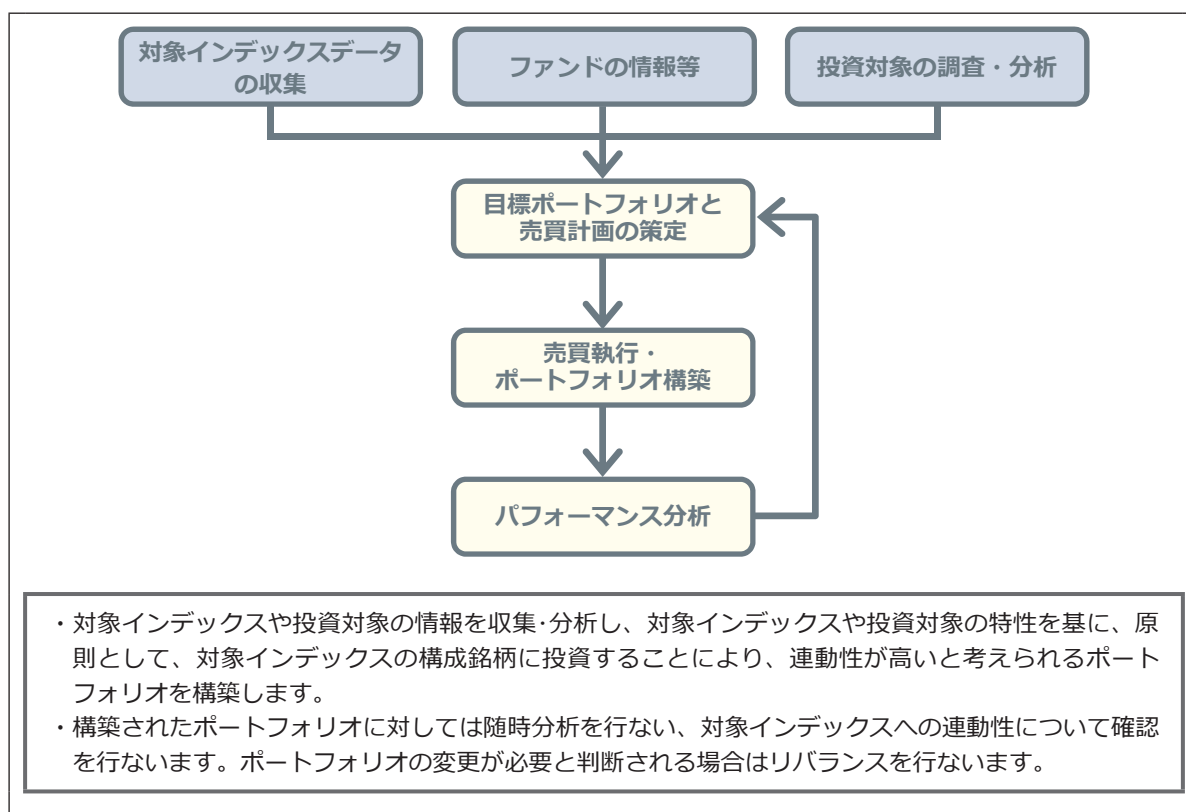 対象インデックスデータ
の収集
ファンドの情報等
投資対象の調査・分析
目標ポートフォリオと
売買計画の策定
売買執行・
ポートフォリオ構築
パフォーマンス分析
・対象インデックスや投資対象の情報を収集･分析し、対象インデックスや投資対象の特性を基に、原
則として、対象インデックスの構成銘柄に投資することにより、連動性が高いと考えられるポート
フォリオを構築します。
・構築されたポートフォリオに対しては随時分析を行ない、対象インデックスへの連動性について確認
を行ないます。ポートフォリオの変更が必要と判断される場合はリバランスを行ないます。